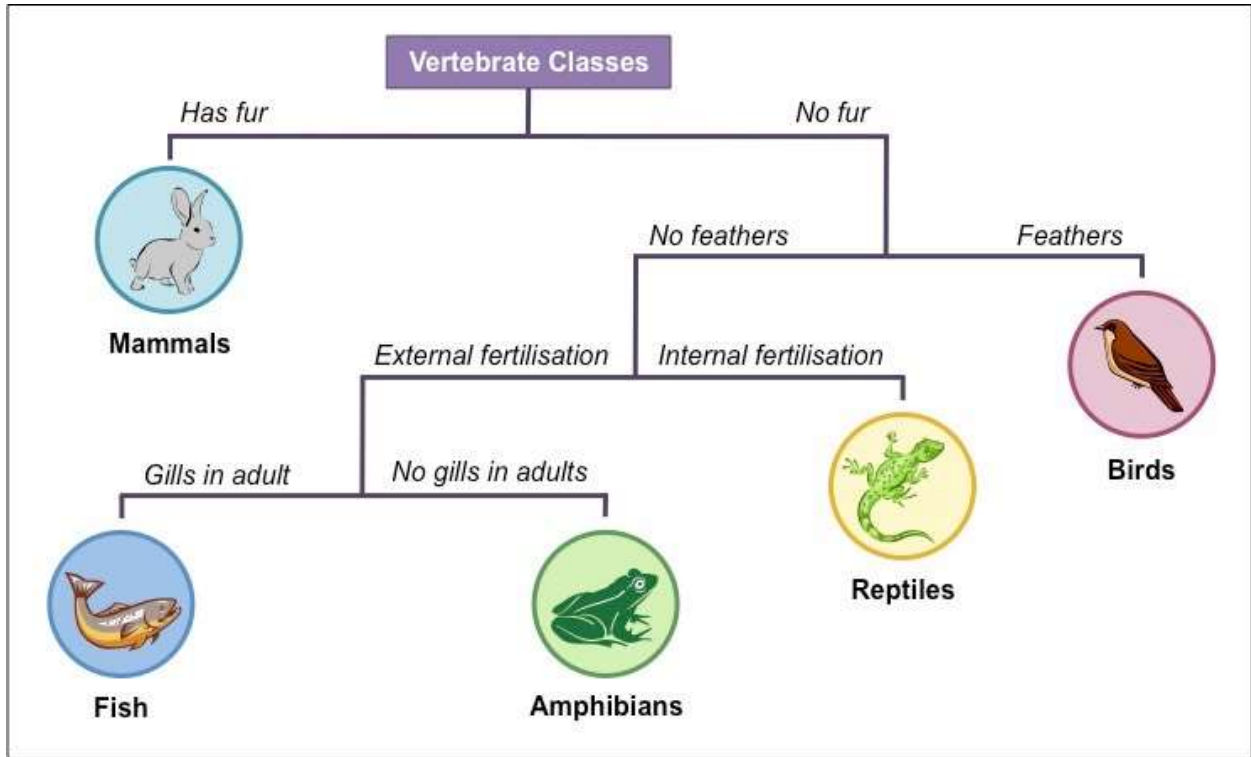 Vertebrate Classes
Has fur
No fur
Mammals
No feathers
Feathers
Birds
External fertilisation
Internal fertilisation
Reptiles
Gills in adult
No gills in adults
Fish
Amphibians